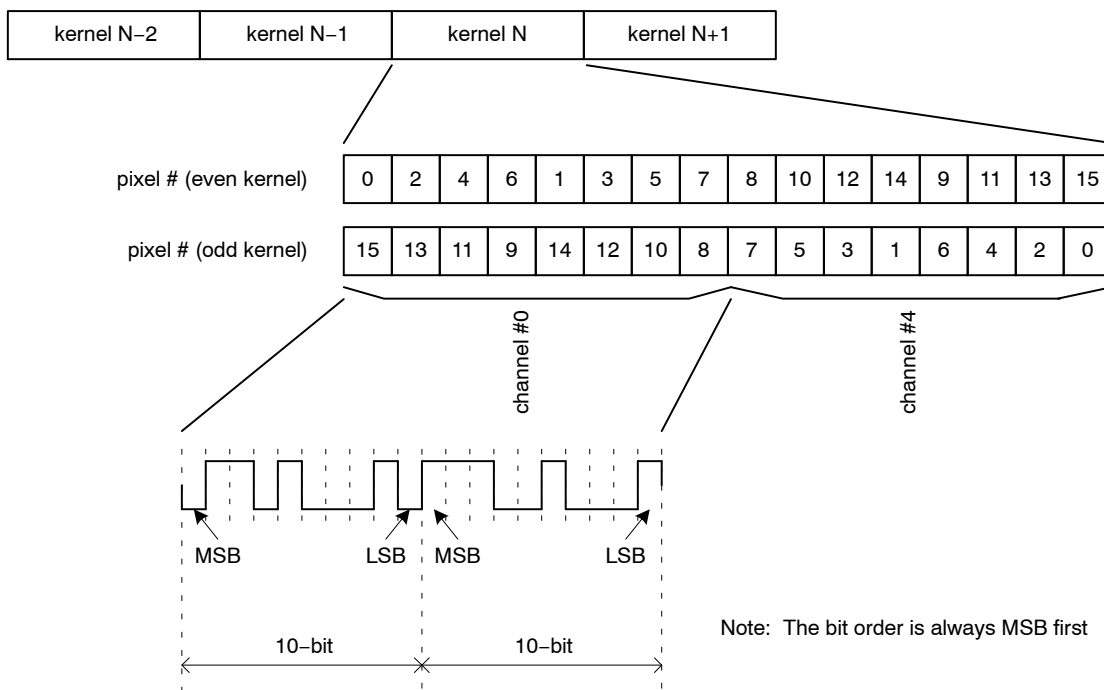 kernel N−2 kernel N−1 kernel N kernel N+1
pixel # (even kernel) 0 2 4 6 1 3 5 7 8 10 12 14 9 11 13 15
pixel # (odd kernel) 15 13 11 9 14 12 10 8 7 5 3 1 6 4 2 0
channel #0 channel #4
MSB LSB MSB LSB
10−bit 10−bit
Note: The bit order is always MSB first